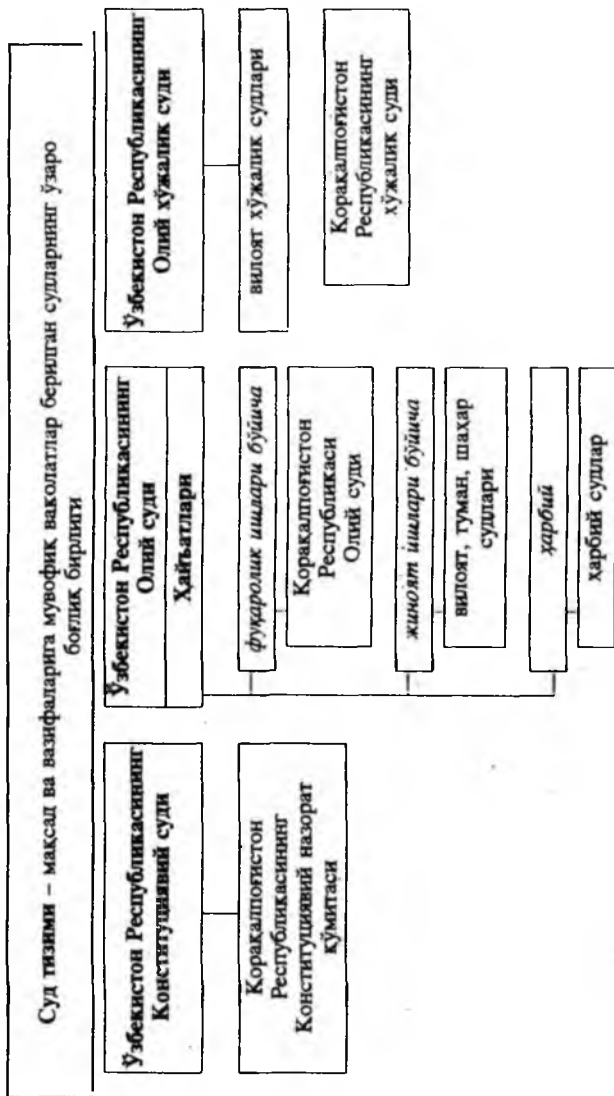 Суд тизими – мақсад ва вазифаларига мувофиқ ваколатлар берилган судларнинг ўзаро
боғлиқ бирлиги
Ўзбекистон Республикасининг
Конституциявий суди
Қорақалпоғистон
Республикасининг
Конституциявий назорат
қўмитаси
Ўзбекистон Республикасининг
Олий суди
Ҳайъатлари
фуқаролик ишлари бўйича
Қорақалпоғистон
Республикаси
Олий суди
жиноят ишлари бўйича
вилоят, туман, шаҳар
судлари
ҳарбий
ҳарбий судлар
Ўзбекистон Республикасининг
Олий хўжалик суди
вилоят хўжалик судлари
Қорақалпоғистон
Республикасининг
хўжалик суди